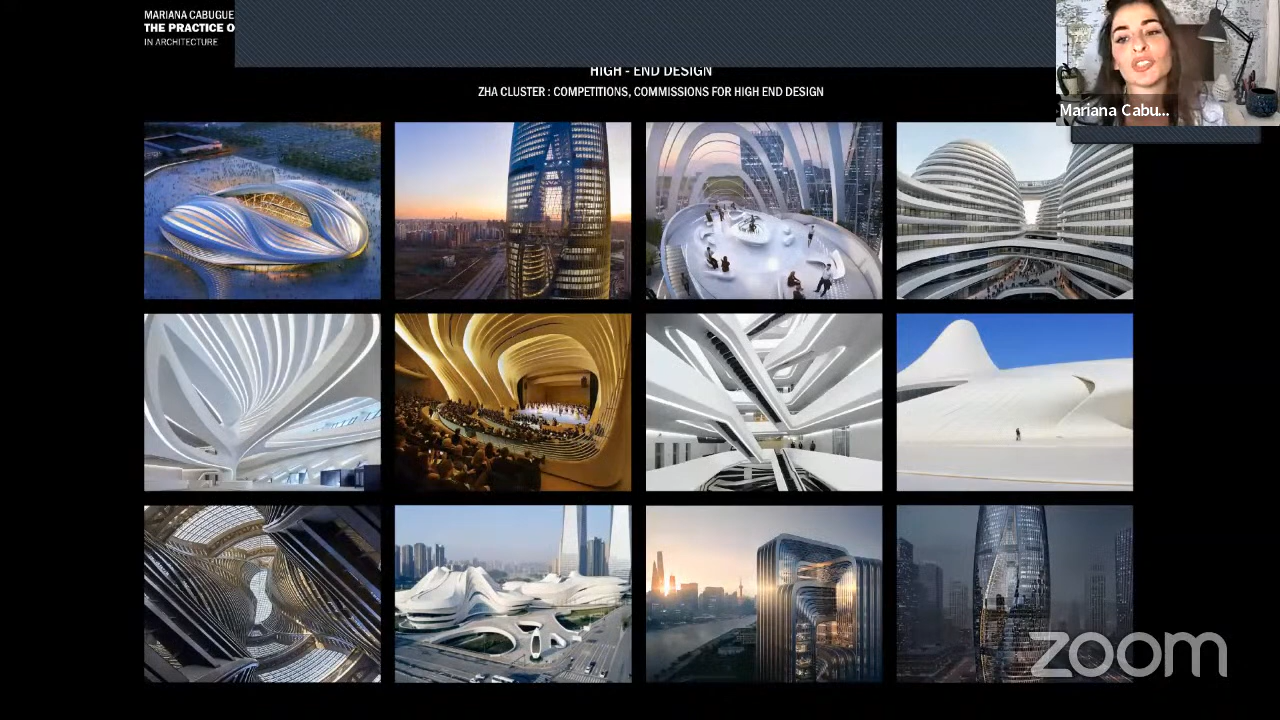 MARIANA CABUGUE
THE PRACTICE O
IN ARCHITECTURE
HIGH - END DESIGN
ZHA CLUSTER : COMPETITIONS, COMMISSIONS FOR HIGH END DESIGN
Mariana Cabu...
zoom